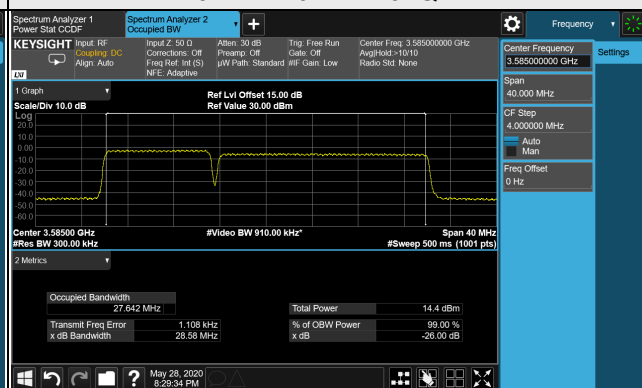 Spectrum Analyzer 1
Power Stat CCDF
Spectrum Analyzer 2
Occupied BW
Frequency
KEYSIGHT
Input: RF
Coupling: DC
Align: Auto
Input Z: 50 Ω
Corrections: Off
Freq Ref: Int (S)
NFE: Adaptive
Atten: 30 dB
Preamp: Off
µW Path: Standard
Trig: Free Run
Gate: Off
#IF Gain: Low
Center Freq: 3.585000000 GHz
Avg|Hold:>10/10
Radio Std: None
LXI
Center Frequency
3.585000000 GHz
Settings
Span
40.000 MHz
CF Step
4.000000 MHz
Auto
Man
Freq Offset
0 Hz
1 Graph
Scale/Div 10.0 dB
Ref Lvl Offset 15.00 dB
Ref Value 30.00 dBm
Log
20.0
10.0
0.00
-10.0
-20.0
-30.0
-40.0
-50.0
-60.0
Center 3.58500 GHz
#Res BW 300.00 kHz
#Video BW 910.00 kHz*
Span 40 MHz
#Sweep 500 ms (1001 pts)
2 Metrics
Occupied Bandwidth
27.642 MHz
Total Power 14.4 dBm
Transmit Freq Error 1.108 kHz
% of OBW Power 99.00 %
x dB Bandwidth 28.58 MHz
x dB -26.00 dB
May 28, 2020
8:29:34 PM